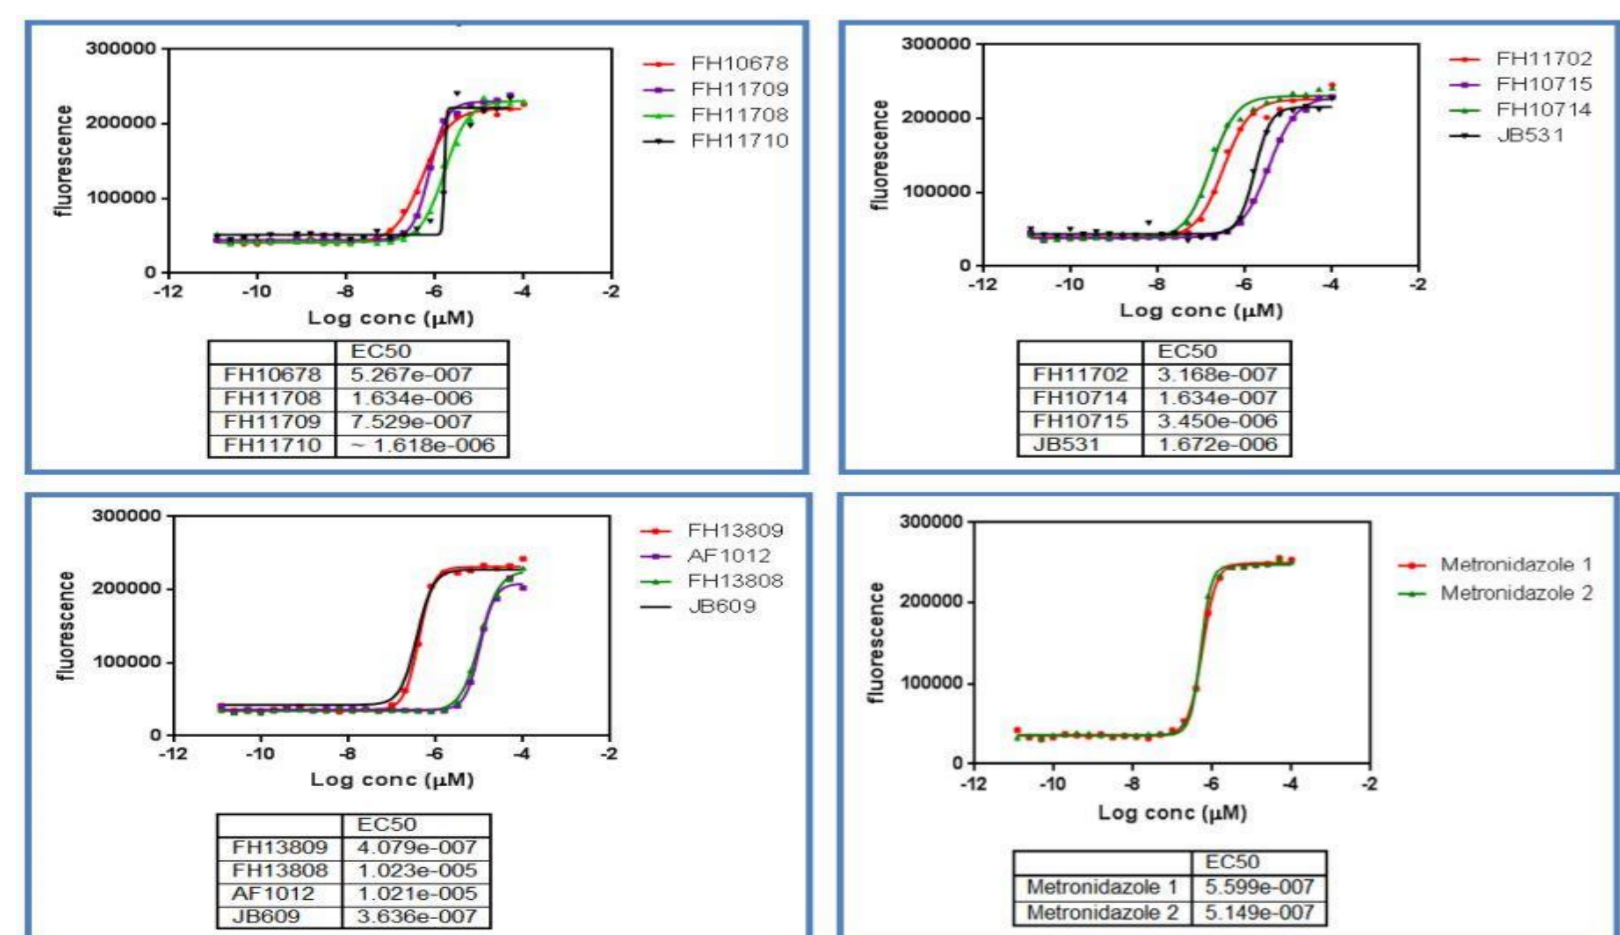 300000
200000
100000
0
fluorescence
-12 -10 -8 -6 -4 -2
Log conc (μM)
FH10678
FH11709
FH11708
FH11710
EC50
FH10678 5.267e-007
FH11708 1.634e-006
FH11709 7.529e-007
FH11710 ~ 1.618e-006
300000
200000
100000
0
fluorescence
-12 -10 -8 -6 -4 -2
Log conc (μM)
FH11702
FH10715
FH10714
JB531
EC50
FH11702 3.168e-007
FH10714 1.634e-007
FH10715 3.450e-006
JB531 1.672e-006
300000
200000
100000
0
fluorescence
-12 -10 -8 -6 -4 -2
Log conc (μM)
FH13809
AF1012
FH13808
JB609
EC50
FH13809 4.079e-007
FH13808 1.023e-005
AF1012 1.021e-005
JB609 3.636e-007
300000
200000
100000
0
fluorescence
-12 -10 -8 -6 -4 -2
Log conc (μM)
Metronidazole 1
Metronidazole 2
EC50
Metronidazole 1 5.599e-007
Metronidazole 2 5.149e-007